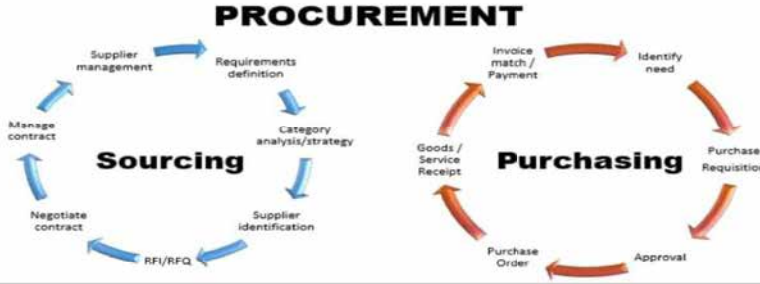 PROCUREMENT
Supplier
management
Requirements
definition
Category
analysis/strategy
Supplier
identification
RFI/RFQ
Negotiate
contract
Manage
contract
Sourcing
Invoice
match /
Payment
Identify
need
Purchase
Requisition
Approval
Purchase
Order
Goods /
Service
Receipt
Purchasing